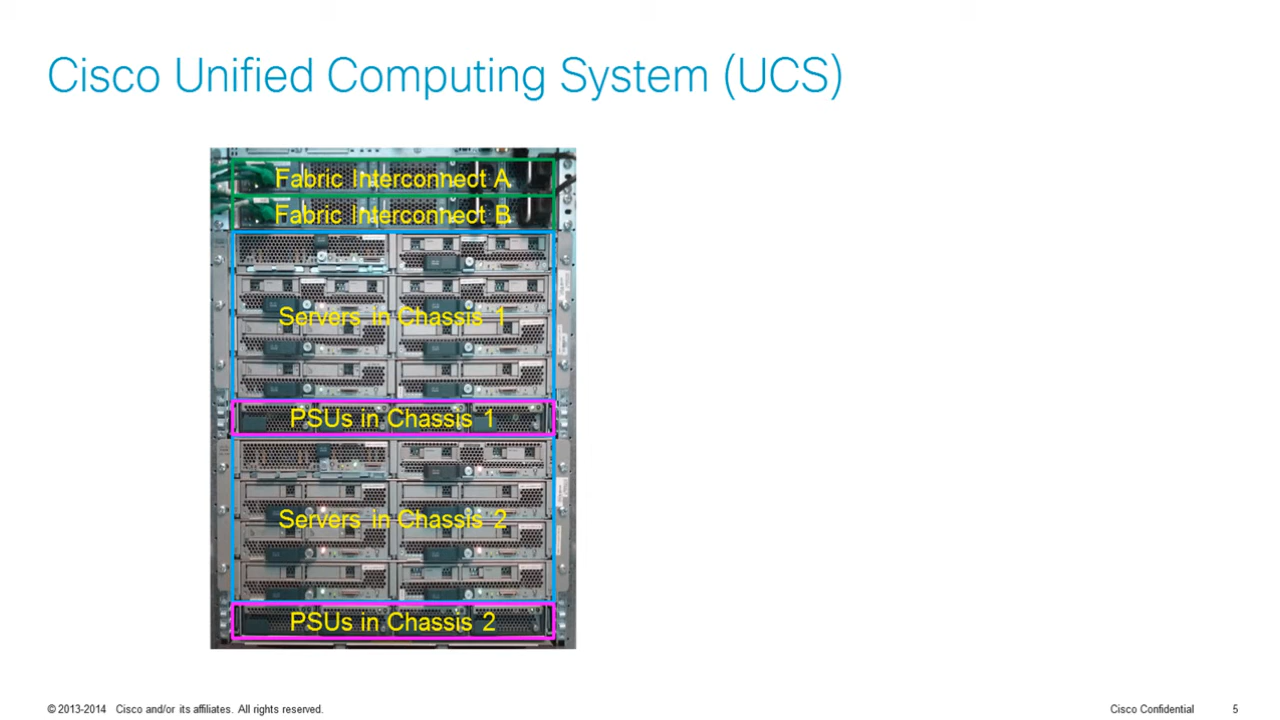 Cisco Unified Computing System (UCS)
Fabric Interconnect A
Fabric Interconnect B
Servers in Chassis 1
PSUs in Chassis 1
Servers in Chassis 2
PSUs in Chassis 2
© 2013-2014 Cisco and/or its affiliates. All rights reserved.
Cisco Confidential
5